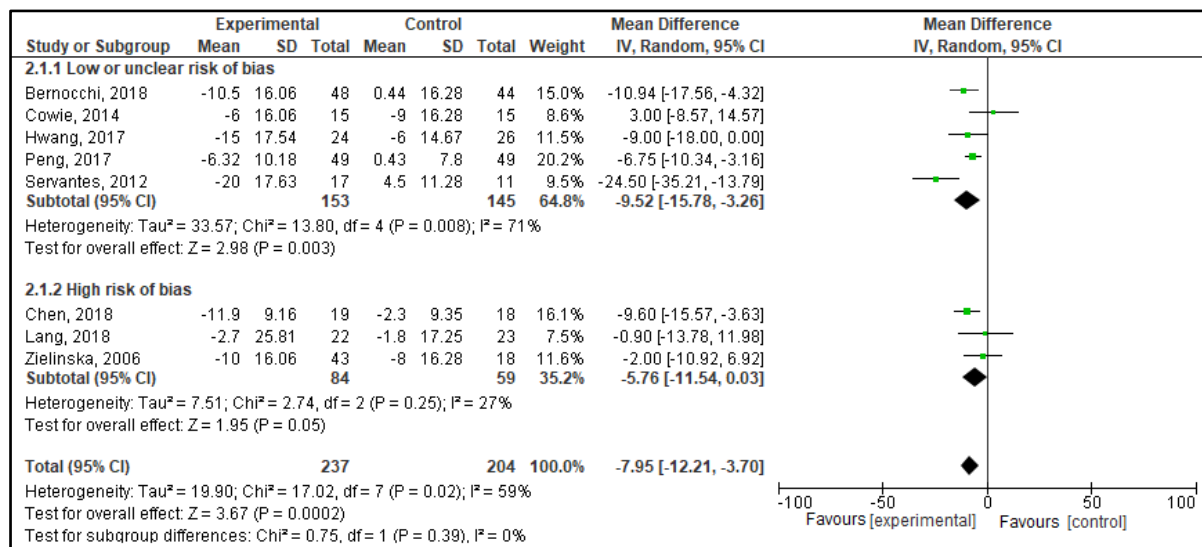 Experimental Control Mean Difference Mean Difference
Study or Subgroup Mean SD Total Mean SD Total Weight IV, Random, 95% CI IV, Random, 95% CI
2.1.1 Low or unclear risk of bias
Bernocchi, 2018 -10.5 16.06 48 0.44 16.28 44 15.0% -10.94 [-17.56, -4.32]
Cowie, 2014 -6 16.06 15 -9 16.28 15 8.6% 3.00 [-8.57, 14.57]
Hwang, 2017 -15 17.54 24 -6 14.67 26 11.5% -9.00 [-18.00, 0.00]
Peng, 2017 -6.32 10.18 49 0.43 7.8 49 20.2% -6.75 [-10.34, -3.16]
Servantes, 2012 -20 17.63 17 4.5 11.28 11 9.5% -24.50 [-35.21, -13.79]
Subtotal (95% CI) 153 145 64.8% -9.52 [-15.78, -3.26]
Heterogeneity: Tau² = 33.57; Chi² = 13.80, df = 4 (P = 0.008); I² = 71%
Test for overall effect: Z = 2.98 (P = 0.003)
2.1.2 High risk of bias
Chen, 2018 -11.9 9.16 19 -2.3 9.35 18 16.1% -9.60 [-15.57, -3.63]
Lang, 2018 -2.7 25.81 22 -1.8 17.25 23 7.5% -0.90 [-13.78, 11.98]
Zielinska, 2006 -10 16.06 43 -8 16.28 18 11.6% -2.00 [-10.92, 6.92]
Subtotal (95% CI) 84 59 35.2% -5.76 [-11.54, 0.03]
Heterogeneity: Tau² = 7.51; Chi² = 2.74, df = 2 (P = 0.25); I² = 27%
Test for overall effect: Z = 1.95 (P = 0.05)
Total (95% CI) 237 204 100.0% -7.95 [-12.21, -3.70]
Heterogeneity: Tau² = 19.90; Chi² = 17.02, df = 7 (P = 0.02); I² = 59%
Test for overall effect: Z = 3.67 (P = 0.0002)
Test for subgroup differences: Chi² = 0.75, df = 1 (P = 0.39), I² = 0%
-100 -50 0 50 100
Favours [experimental] Favours [control]